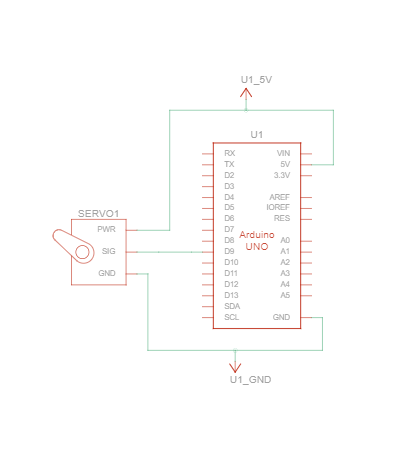 U1_5V
U1
RX VIN
TX 5V
D2 3.3V
D3
D4 AREF
D5 IOREF
D6 RES
SERVO1
PWR D7
Arduino
D8 A0
UNO
SIG D9 A1
D10 A2
GND D11 A3
D12 A4
D13 A5
SDA
SCL GND
U1_GND